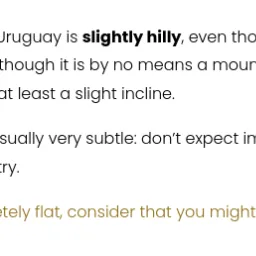 Uruguay is slightly hilly, even tho
though it is by no means a moun
at least a slight incline.
sually very subtle: don't expect im
try.
etely flat, consider that you might